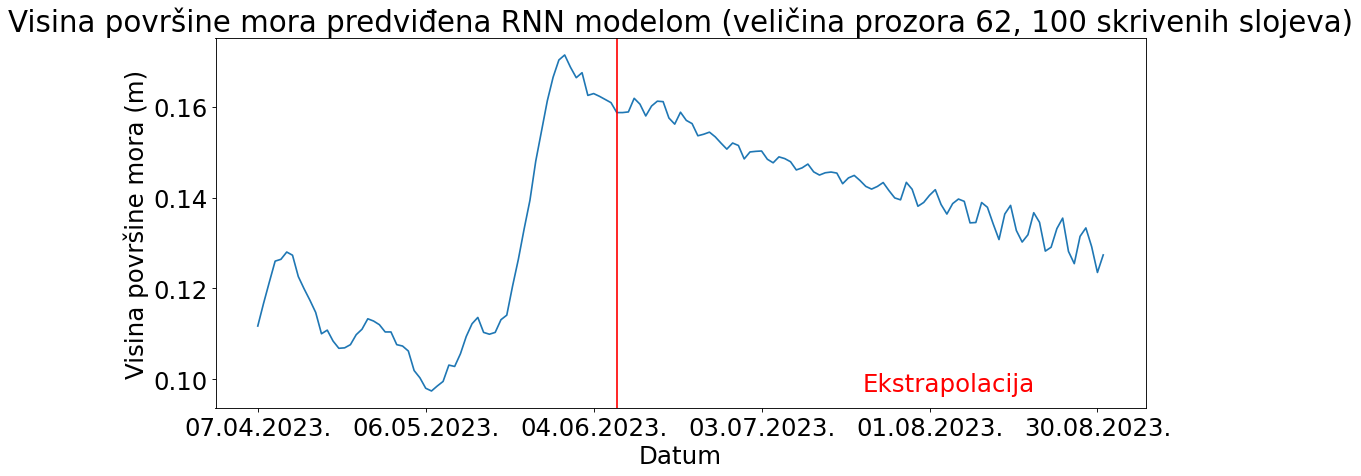 Visina površine mora predviđena RNN modelom (veličina prozora 62, 100 skrivenih slojeva)
Visina površine mora (m)
0.16
0.14
0.12
0.10
Ekstrapolacija
07.04.2023. 06.05.2023. 04.06.2023. 03.07.2023. 01.08.2023. 30.08.2023.
Datum